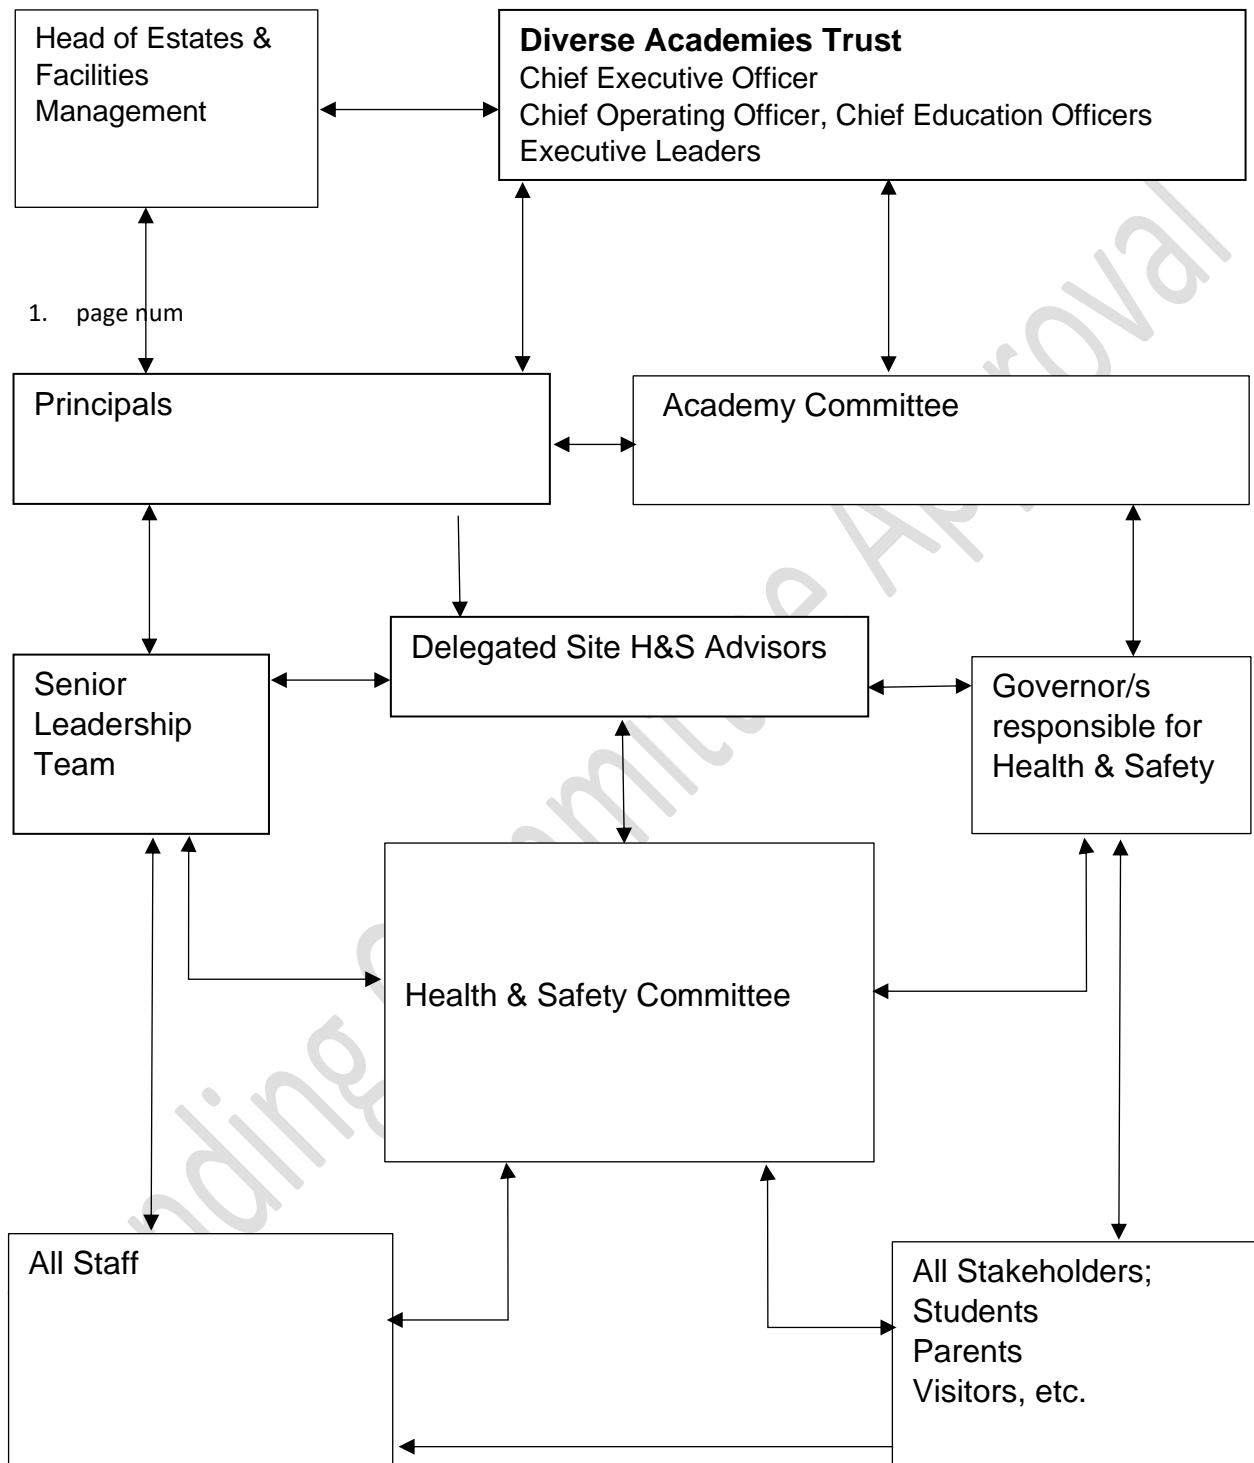 Head of Estates &
Facilities
Management
Diverse Academies Trust
Chief Executive Officer
Chief Operating Officer, Chief Education Officers
Executive Leaders
1. page num
Principals
Academy Committee
Delegated Site H&S Advisors
Senior
Leadership
Team
Governor/s
responsible for
Health & Safety
Health & Safety Committee
All Staff
All Stakeholders;
Students
Parents
Visitors, etc.